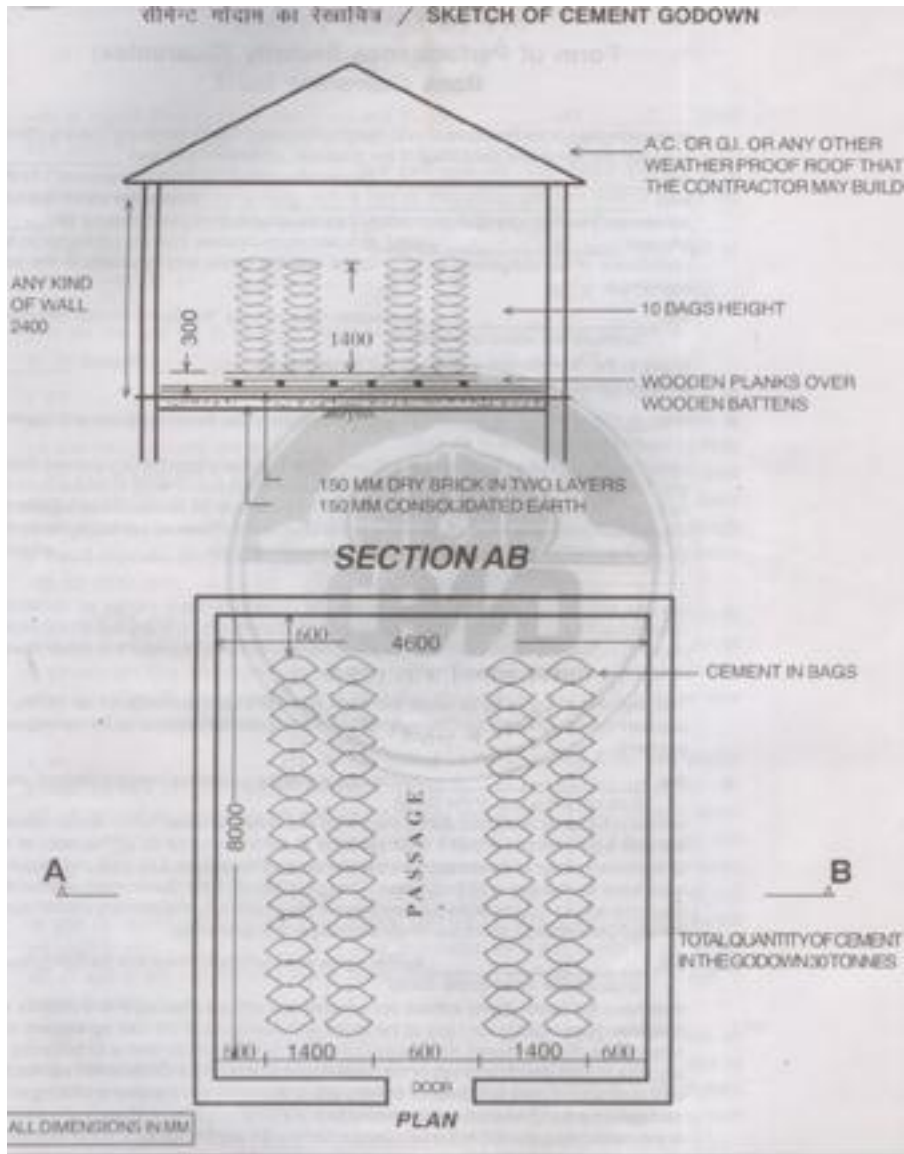 सीमेन्ट गोदाम का रेखाचित्र / SKETCH OF CEMENT GODOWN
A.C. OR G.I. OR ANY OTHER
WEATHER PROOF ROOF THAT
THE CONTRACTOR MAY BUILD
ANY KIND
OF WALL
2400
300
1400
10 BAGS HEIGHT
WOODEN PLANKS OVER
WOODEN BATTENS
150 MM DRY BRICK IN TWO LAYERS
150 MM CONSOLIDATED EARTH
SECTION AB
600
4600
CEMENT IN BAGS
8000
PASSAGE
A
B
TOTAL QUANTITY OF CEMENT
IN THE GODOWN 30 TONNES
600 1400 600 1400 600
DOOR
PLAN
ALL DIMENSIONS IN MM